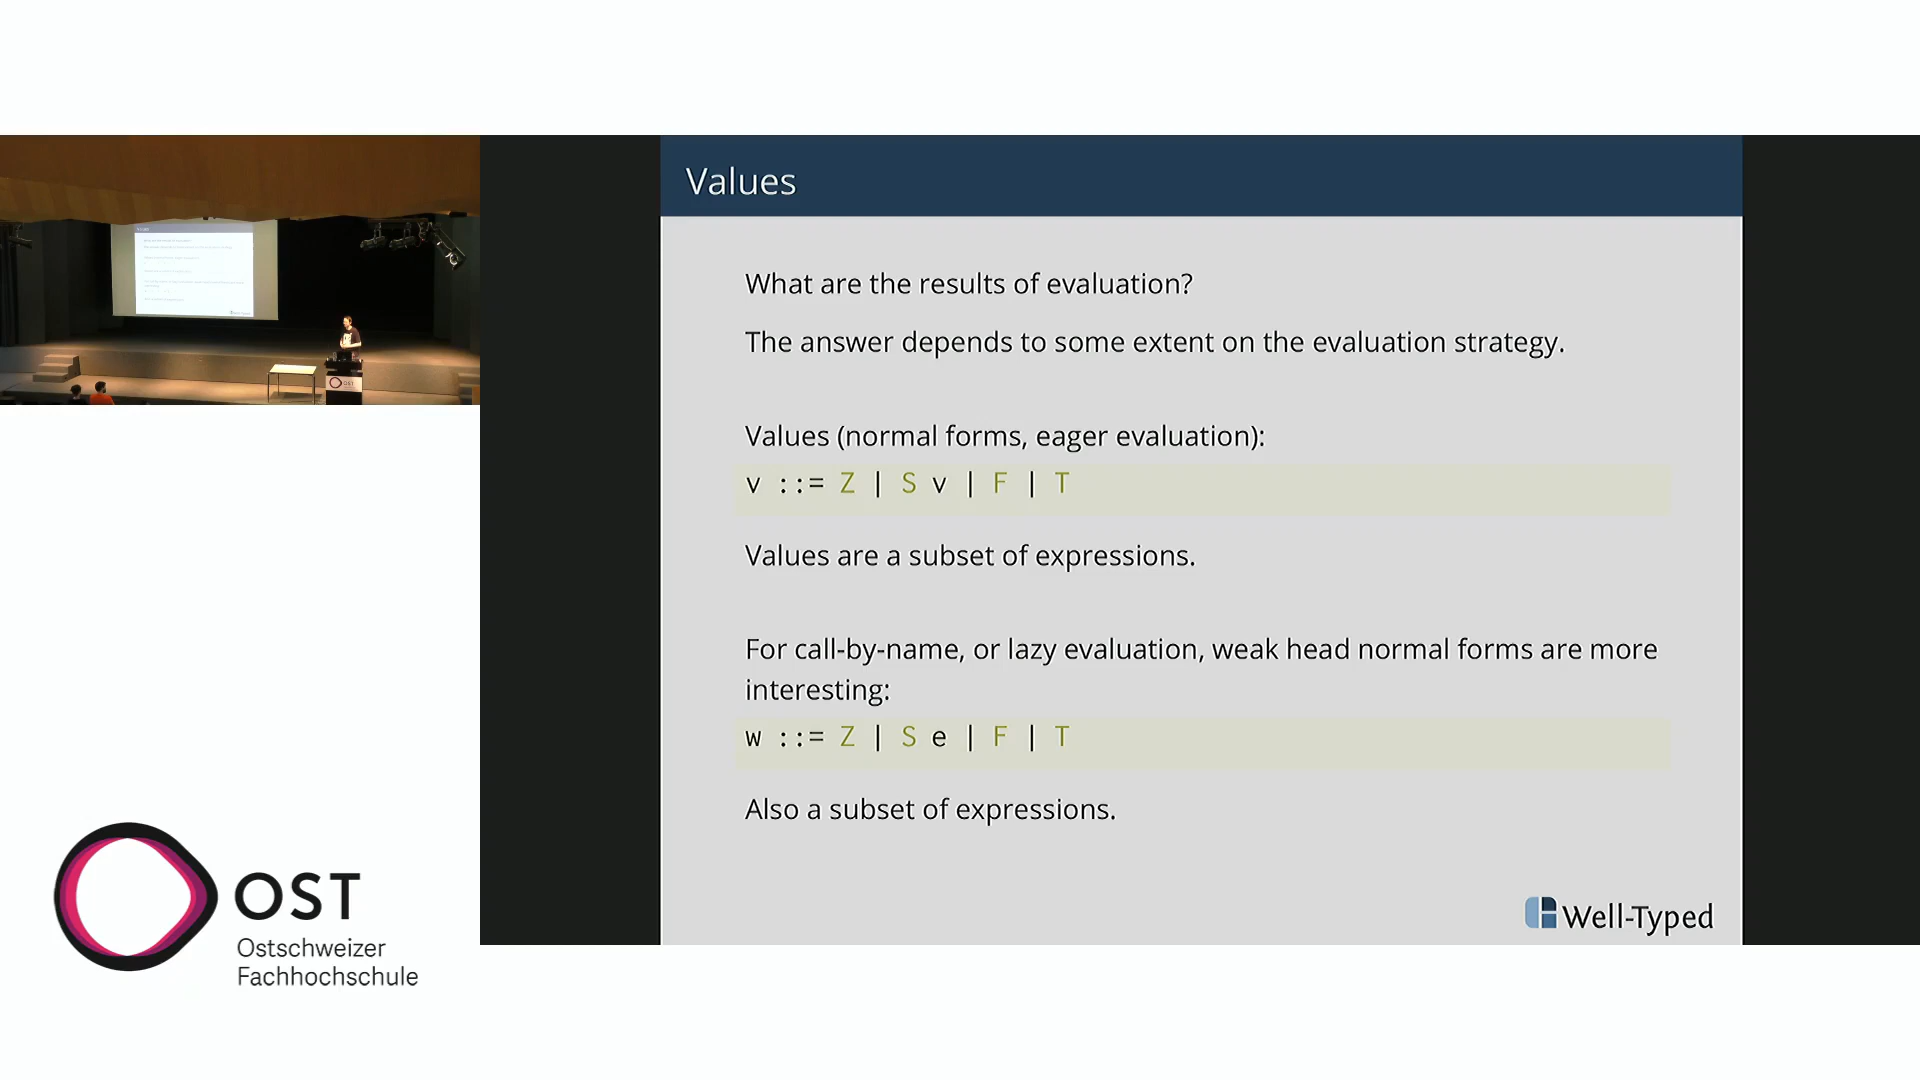 Values
What are the results of evaluation?
The answer depends to some extent on the evaluation strategy.
Values (normal forms, eager evaluation):
v ::= Z | S v | F | T
Values are a subset of expressions.
For call-by-name, or lazy evaluation, weak head normal forms are more
interesting:
w ::= Z | S e | F | T
Also a subset of expressions.
Well-Typed
OST
OST
Ostschweizer
Fachhochschule